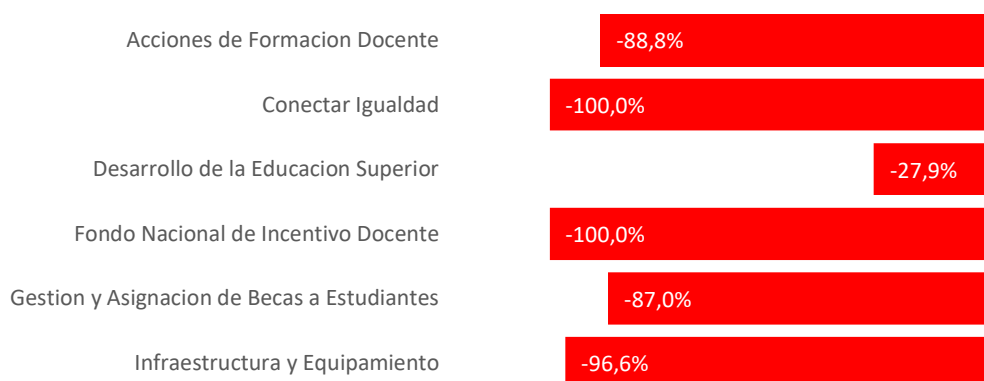 Acciones de Formacion Docente -88,8%
Conectar Igualdad -100,0%
Desarrollo de la Educacion Superior -27,9%
Fondo Nacional de Incentivo Docente -100,0%
Gestion y Asignacion de Becas a Estudiantes -87,0%
Infraestructura y Equipamiento -96,6%